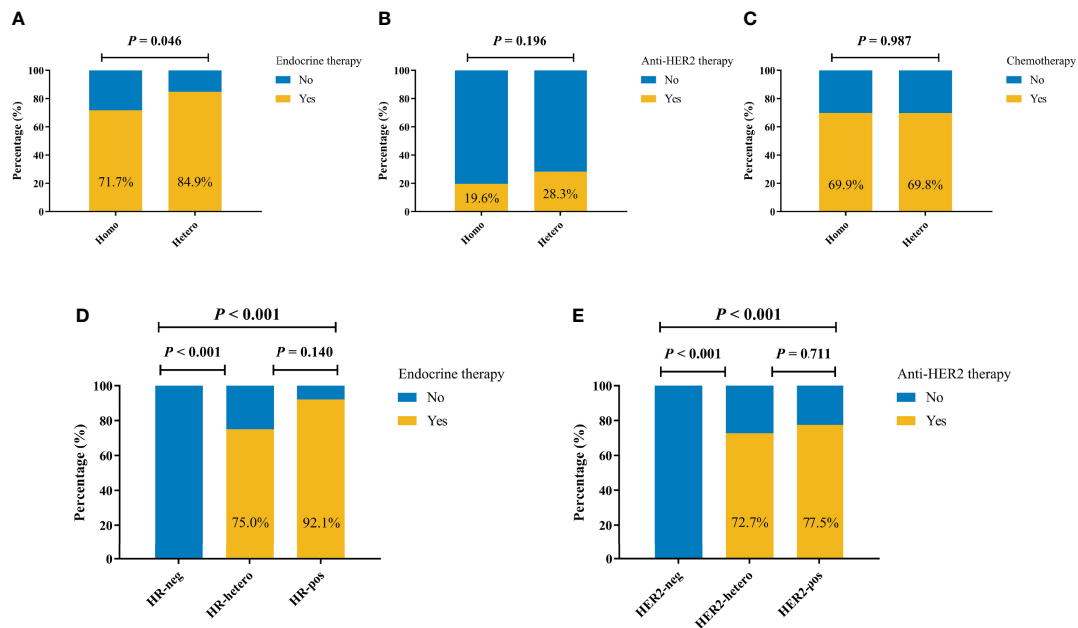 A
P = 0.046
Percentage (%)
100
80
60
40
20
0
71.7%
84.9%
Homo
Hetero
Endocrine therapy
No
Yes
B
P = 0.196
Percentage (%)
100
80
60
40
20
0
19.6%
28.3%
Homo
Hetero
Anti-HER2 therapy
No
Yes
C
P = 0.987
Percentage (%)
100
80
60
40
20
0
69.9%
69.8%
Homo
Hetero
Chemotherapy
No
Yes
D
P < 0.001
P < 0.001
P = 0.140
Percentage (%)
100
80
60
40
20
0
75.0%
92.1%
HR-neg
HR-hetero
HR-pos
Endocrine therapy
No
Yes
E
P < 0.001
P < 0.001
P = 0.711
Percentage (%)
100
80
60
40
20
0
72.7%
77.5%
HER2-neg
HER2-hetero
HER2-pos
Anti-HER2 therapy
No
Yes